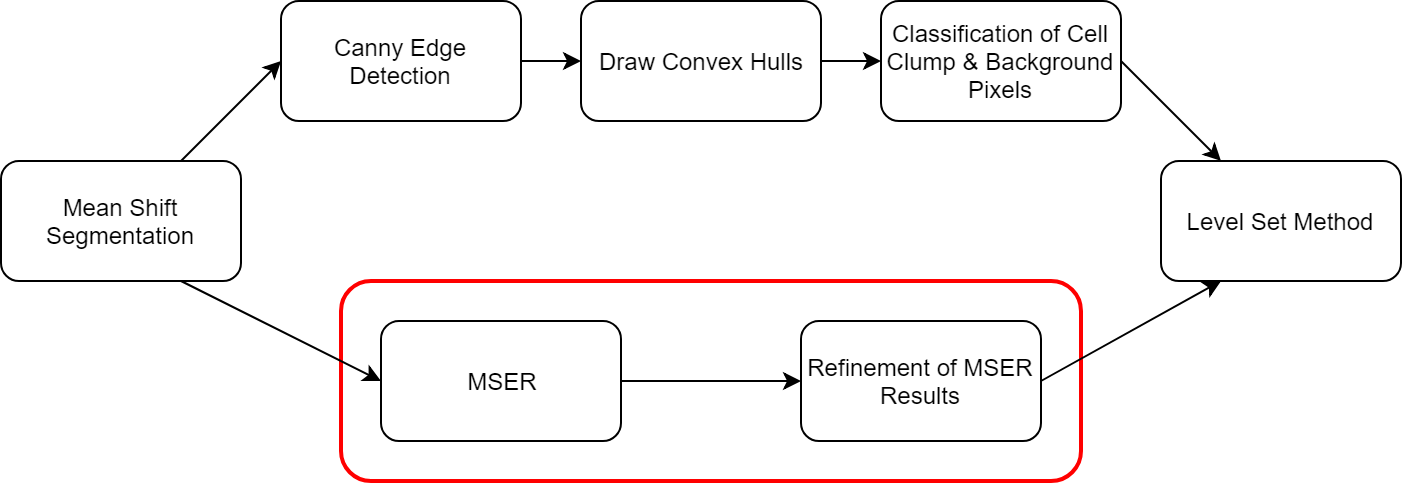 Canny Edge
Detection
Draw Convex Hulls
Classification of Cell
Clump & Background
Pixels
Mean Shift
Segmentation
Level Set Method
MSER
Refinement of MSER
Results